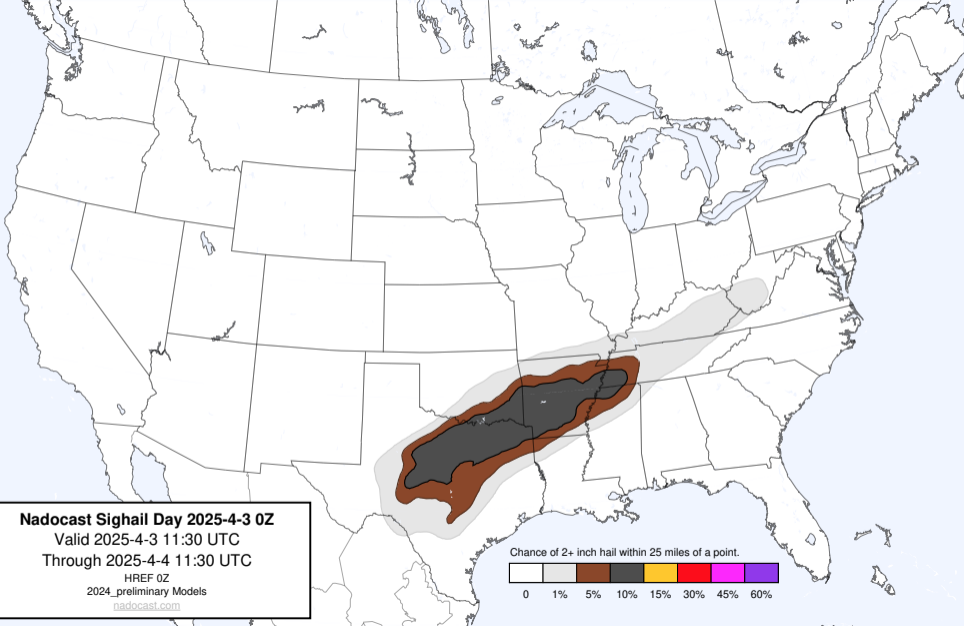 Nadocast Sighail Day 2025-4-3 0Z
Valid 2025-4-3 11:30 UTC
Through 2025-4-4 11:30 UTC
HREF 0Z
2024_preliminary Models
nadocast.com
Chance of 2+ inch hail within 25 miles of a point.
0 1% 5% 10% 15% 30% 45% 60%